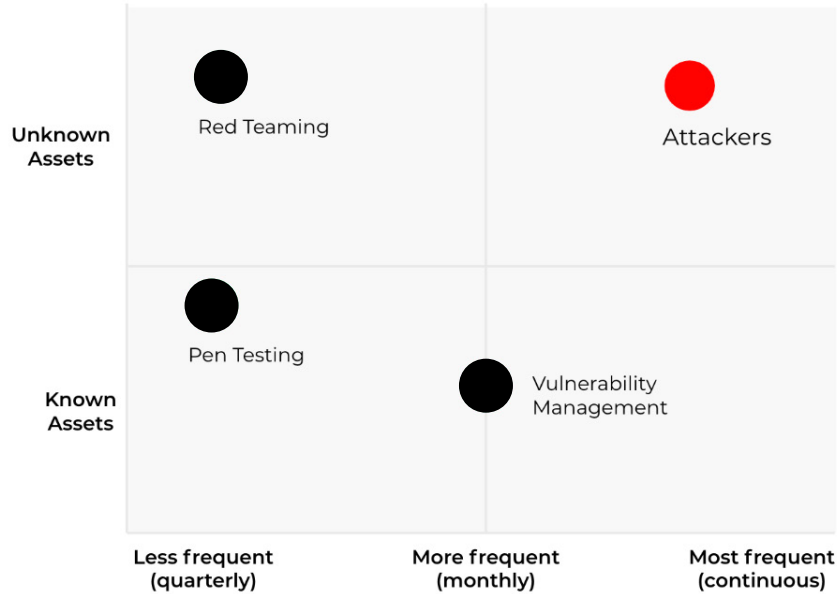 Red Teaming
Attackers
Unknown
Assets
Pen Testing
Vulnerability
Management
Known
Assets
Less frequent
(quarterly)
More frequent
(monthly)
Most frequent
(continuous)